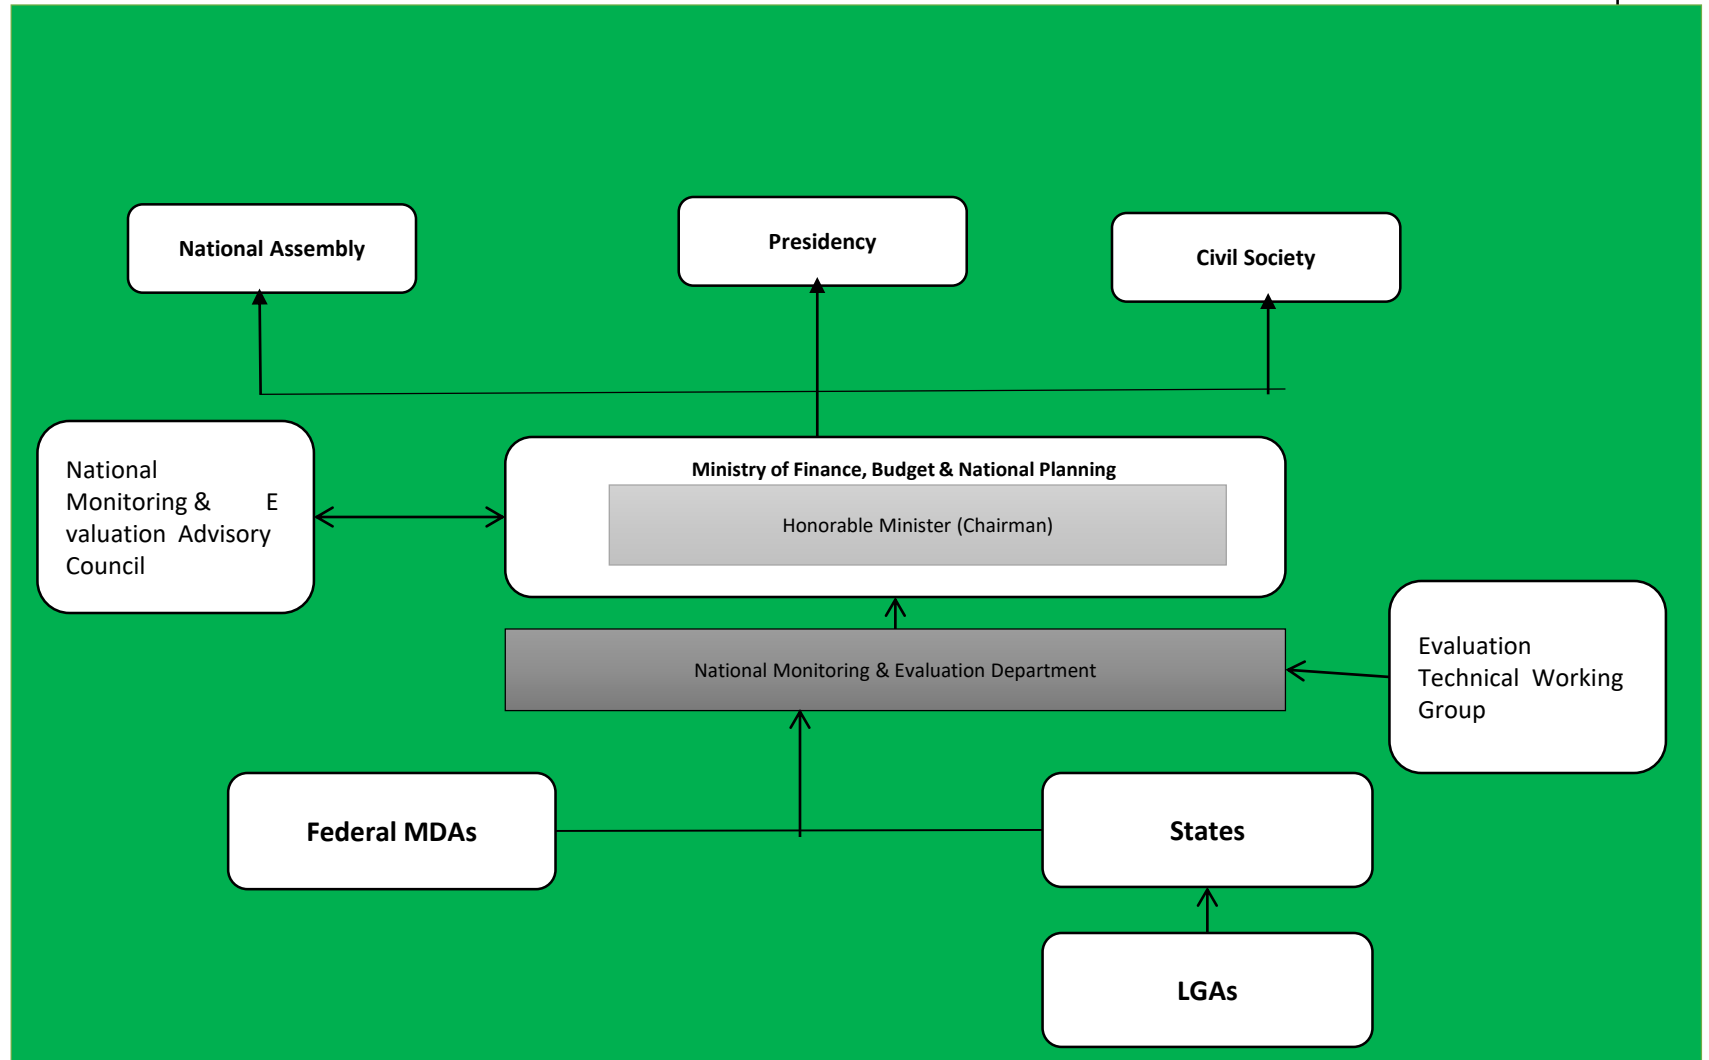 National Assembly
Presidency
Civil Society
National
Monitoring & E
valuation Advisory
Council
Ministry of Finance, Budget & National Planning
Honorable Minister (Chairman)
National Monitoring & Evaluation Department
Evaluation
Technical Working
Group
Federal MDAs
States
LGAs